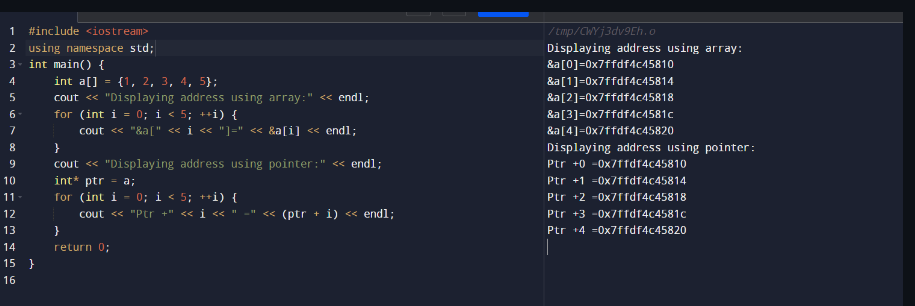 1 #include <iostream>
2 using namespace std;
3 int main() {
4 int a[] = {1, 2, 3, 4, 5};
5 cout << "Displaying address using array:" << endl;
6 for (int i = 0; i < 5; ++i) {
7 cout << "&a[" << i << "]=" << &a[i] << endl;
8 }
9 cout << "Displaying address using pointer:" << endl;
10 int* ptr = a;
11 for (int i = 0; i < 5; ++i) {
12 cout << "Ptr +" << i << " =" << (ptr + i) << endl;
13 }
14 return 0;
15 }
16
/tmp/CWYj3dv9Eh.o
Displaying address using array:
&a[0]=0x7ffdf4c45810
&a[1]=0x7ffdf4c45814
&a[2]=0x7ffdf4c45818
&a[3]=0x7ffdf4c4581c
&a[4]=0x7ffdf4c45820
Displaying address using pointer:
Ptr +0 =0x7ffdf4c45810
Ptr +1 =0x7ffdf4c45814
Ptr +2 =0x7ffdf4c45818
Ptr +3 =0x7ffdf4c4581c
Ptr +4 =0x7ffdf4c45820